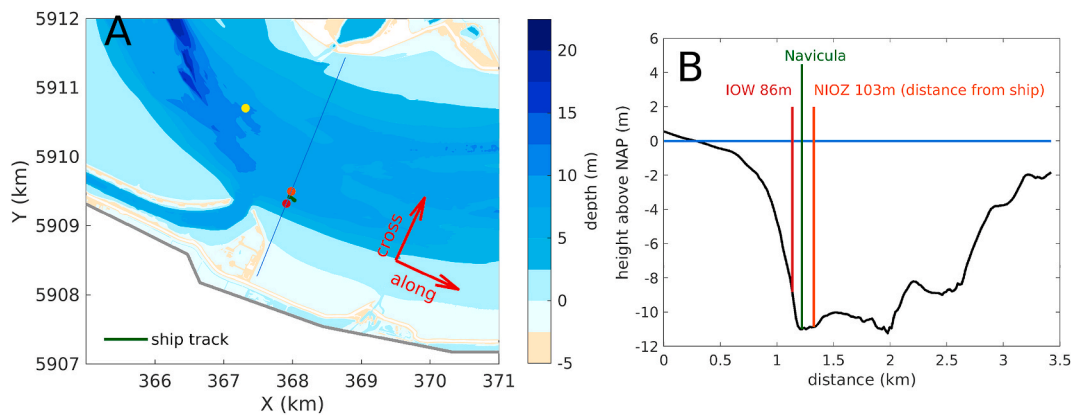 A
5912
5911
5910
5909
5908
5907
Y (km)
366
367
368
369
370
371
X (km)
cross
along
ship track
20
15
10
5
0
-5
depth (m)
B
6
4
2
0
-2
-4
-6
-8
-10
-12
height above NAP (m)
Navicula
IOW 86m
NIOZ 103m (distance from ship)
0
0.5
1
1.5
2
2.5
3
3.5
distance (km)